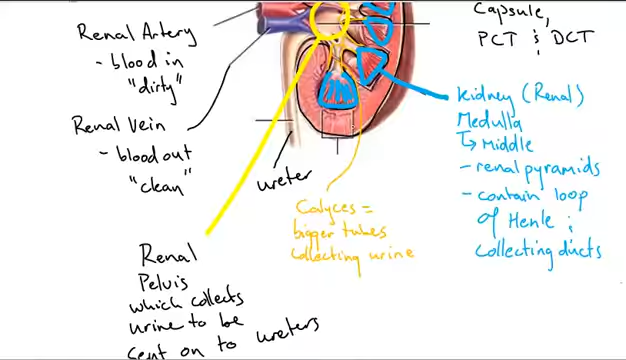 Renal Artery
- blood in
"dirty"
Renal Vein
- blood out
"clean"
ureter
Renal
Pelvis
which collects
urine to be
sent on to ureters
Calyces =
bigger tubes
collecting urine
Capsule,
PCT & DCT
Kidney (Renal)
Medulla
↳ Middle
- renal pyramids
- contain loop
of Henle &
collecting ducts